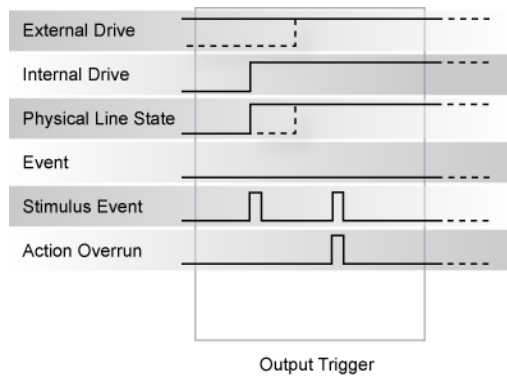 External Drive
Internal Drive
Physical Line State
Event
Stimulus Event
Action Overrun
Output Trigger